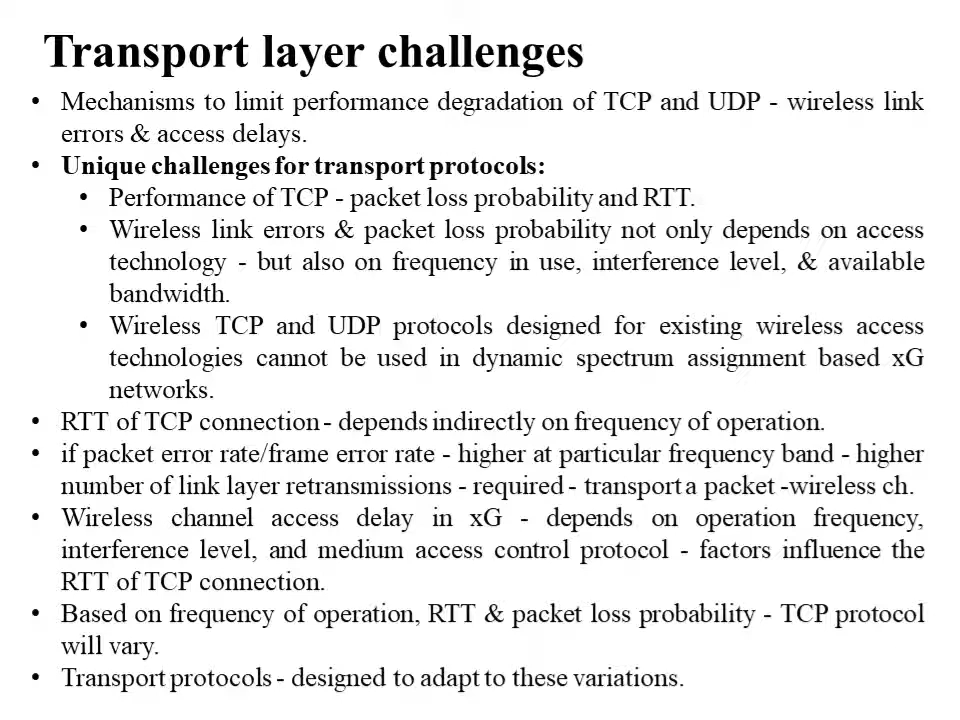 Transport layer challenges
• Mechanisms to limit performance degradation of TCP and UDP - wireless link
errors & access delays.
• Unique challenges for transport protocols:
• Performance of TCP - packet loss probability and RTT.
• Wireless link errors & packet loss probability not only depends on access
technology - but also on frequency in use, interference level, & available
bandwidth.
• Wireless TCP and UDP protocols designed for existing wireless access
technologies cannot be used in dynamic spectrum assignment based xG
networks.
• RTT of TCP connection - depends indirectly on frequency of operation.
• if packet error rate/frame error rate - higher at particular frequency band - higher
number of link layer retransmissions - required - transport a packet -wireless ch.
• Wireless channel access delay in xG - depends on operation frequency,
interference level, and medium access control protocol - factors influence the
RTT of TCP connection.
• Based on frequency of operation, RTT & packet loss probability - TCP protocol
will vary.
• Transport protocols - designed to adapt to these variations.